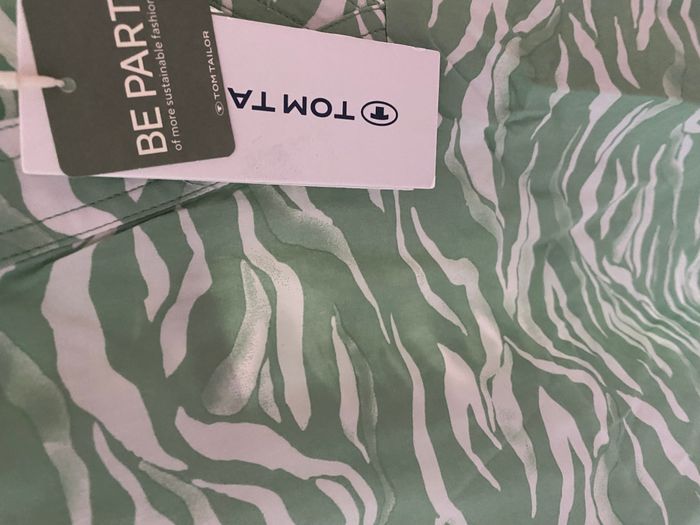 BE PART
of more sustainable fashion
TOM TAILOR
TOM TA